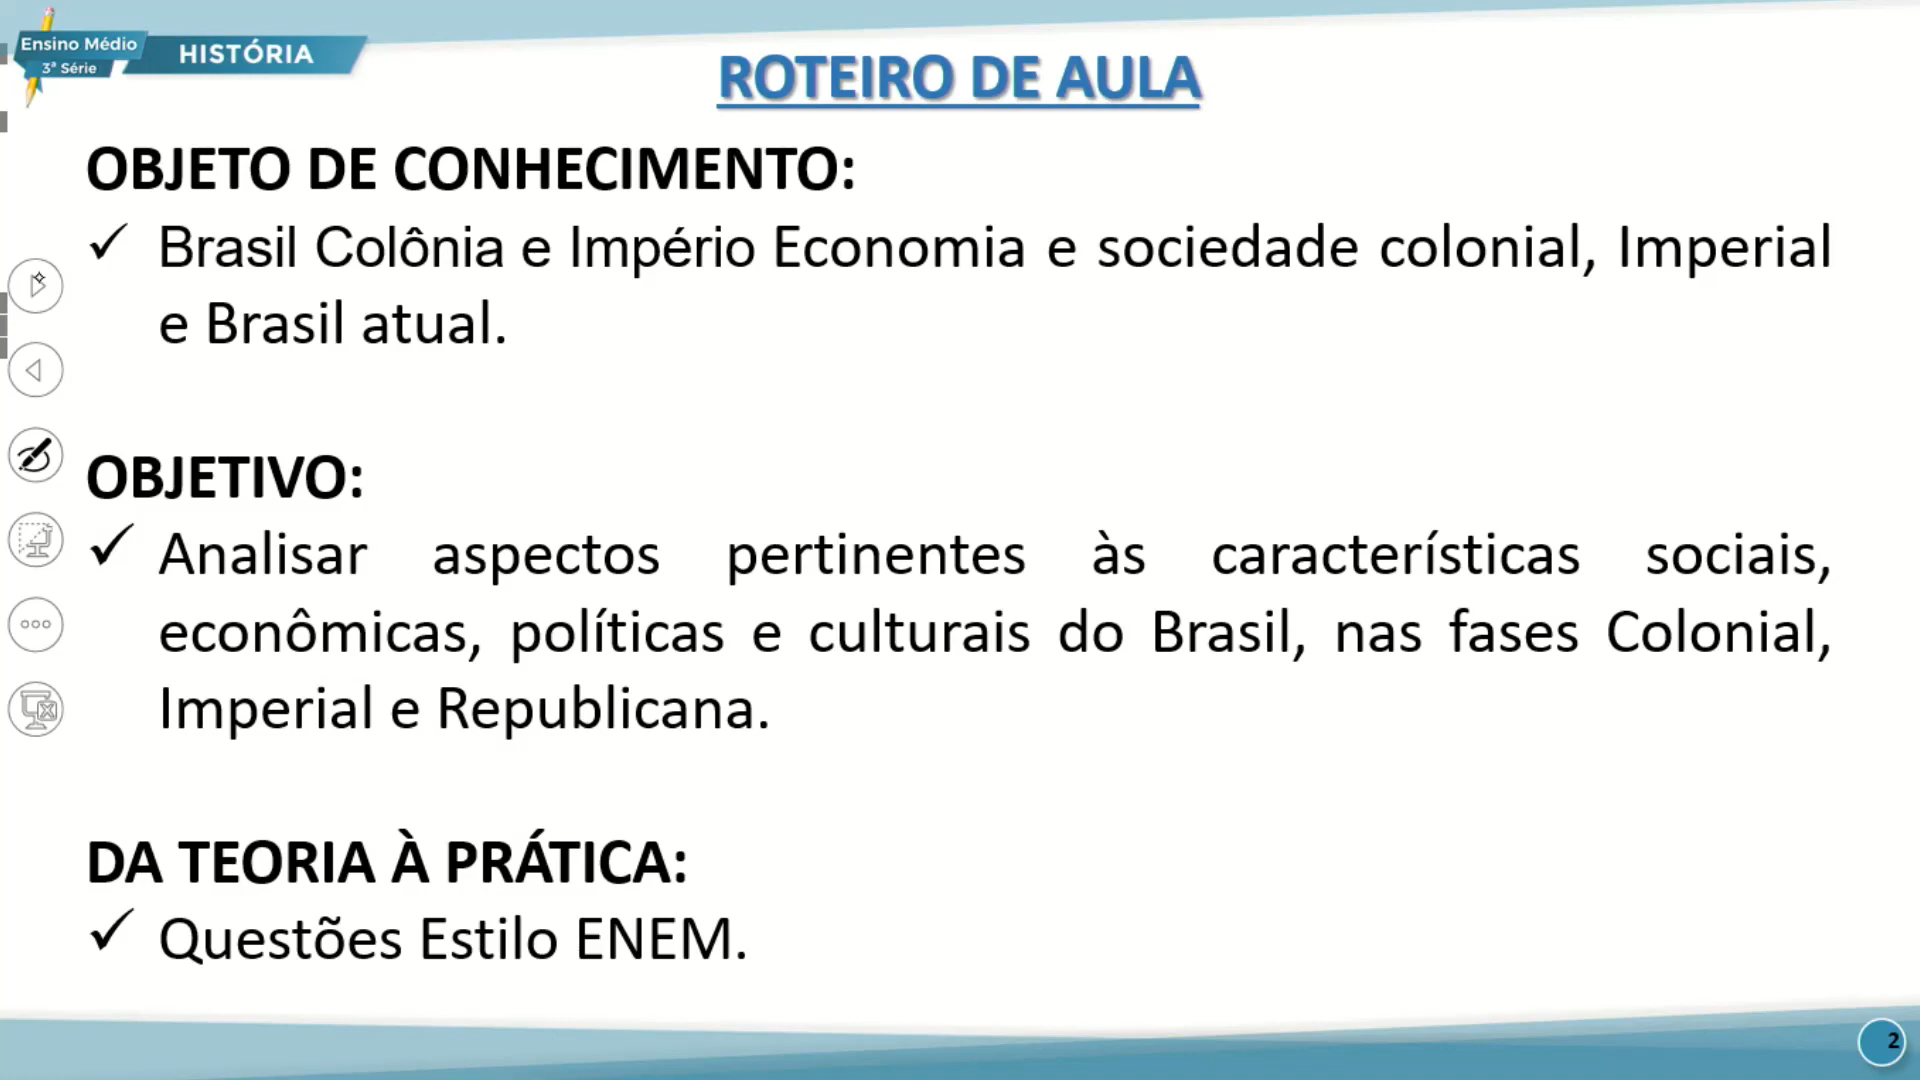 Ensino Médio
3ª Série
HISTÓRIA
ROTEIRO DE AULA
OBJETO DE CONHECIMENTO:
✓ Brasil Colônia e Império Economia e sociedade colonial, Imperial
e Brasil atual.
OBJETIVO:
✓ Analisar aspectos pertinentes às características sociais,
econômicas, políticas e culturais do Brasil, nas fases Colonial,
Imperial e Republicana.
DA TEORIA À PRÁTICA:
✓ Questões Estilo ENEM.
2